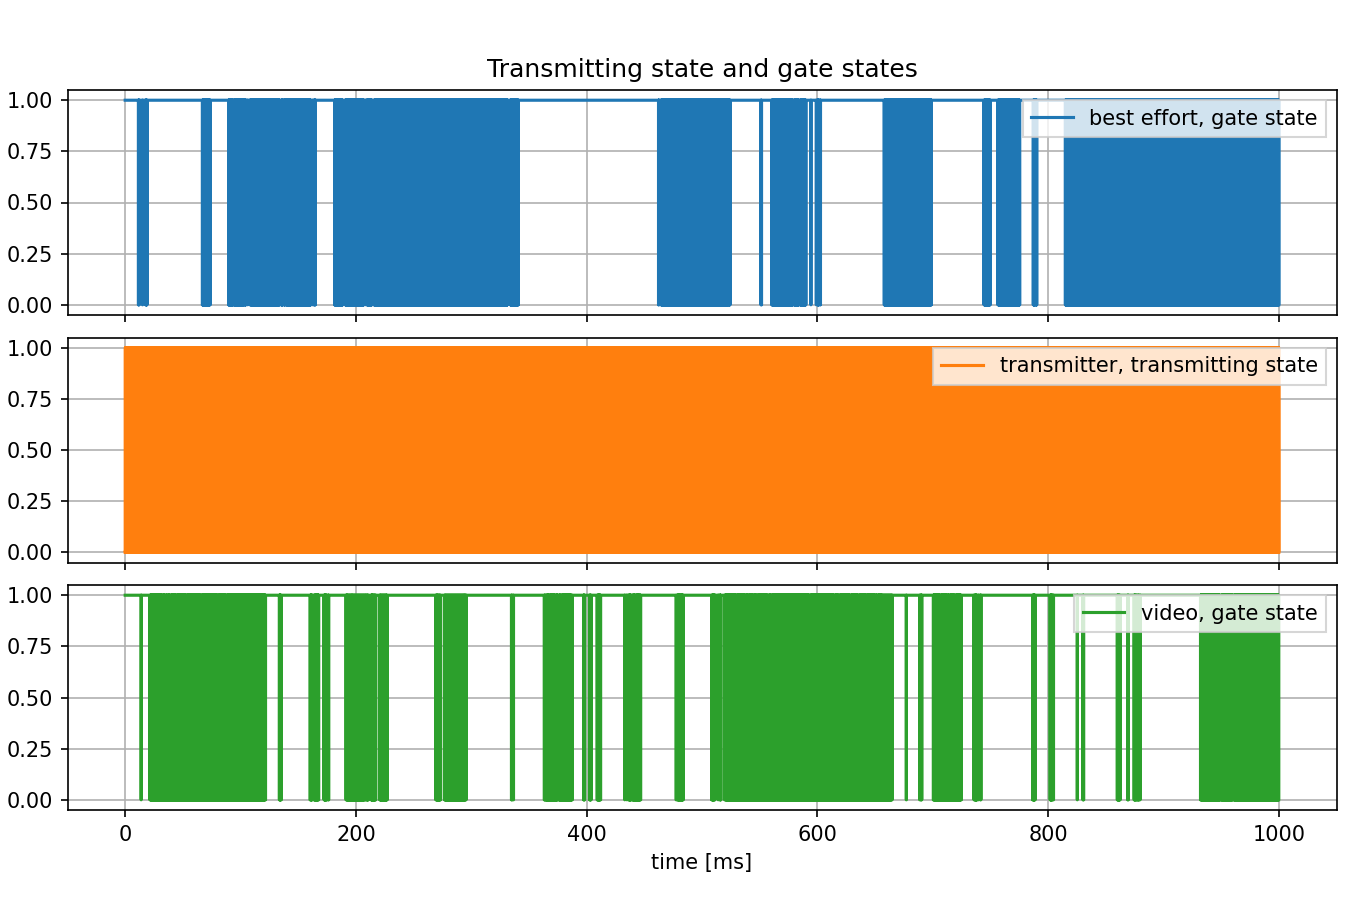 Transmitting state and gate states
1.00
0.75
0.50
0.25
0.00
best effort, gate state
1.00
0.75
0.50
0.25
0.00
transmitter, transmitting state
1.00
0.75
0.50
0.25
0.00
video, gate state
0 200 400 600 800 1000
time [ms]